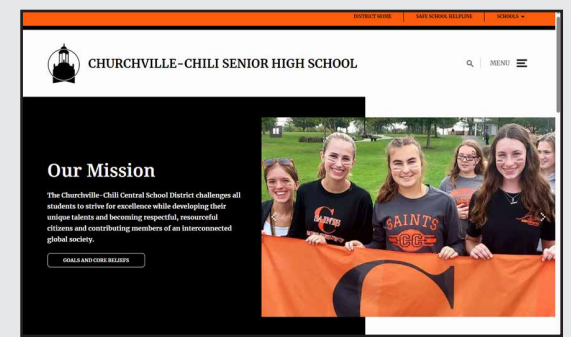 DISTRICT HOME SAFE SCHOOL HELPLINE SCHOOLS
CHURCHVILLE-CHILI SENIOR HIGH SCHOOL
MENU
Our Mission
The Churchville-Chili Central School District challenges all
students to strive for excellence while developing their
unique talents and becoming respectful, resourceful
citizens and contributing members of an interconnected
global society.
GOALS AND CORE BELIEFS
SAINTS
SAINTS
CC
C